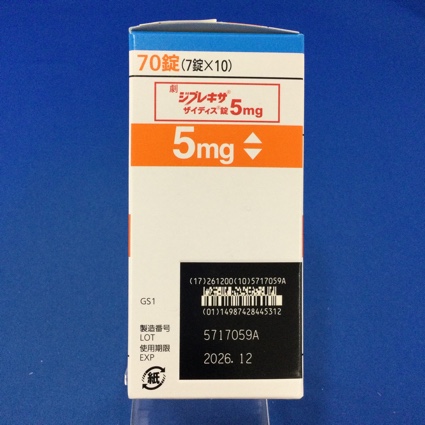 70錠(7錠×10)
劇
ジプレキサ®
ザイディス®錠5mg
5mg
(17)261200(10)5717059A
(01)14987428445312
GS1
製造番号
LOT 5717059A
使用期限
EXP 2026.12
紙